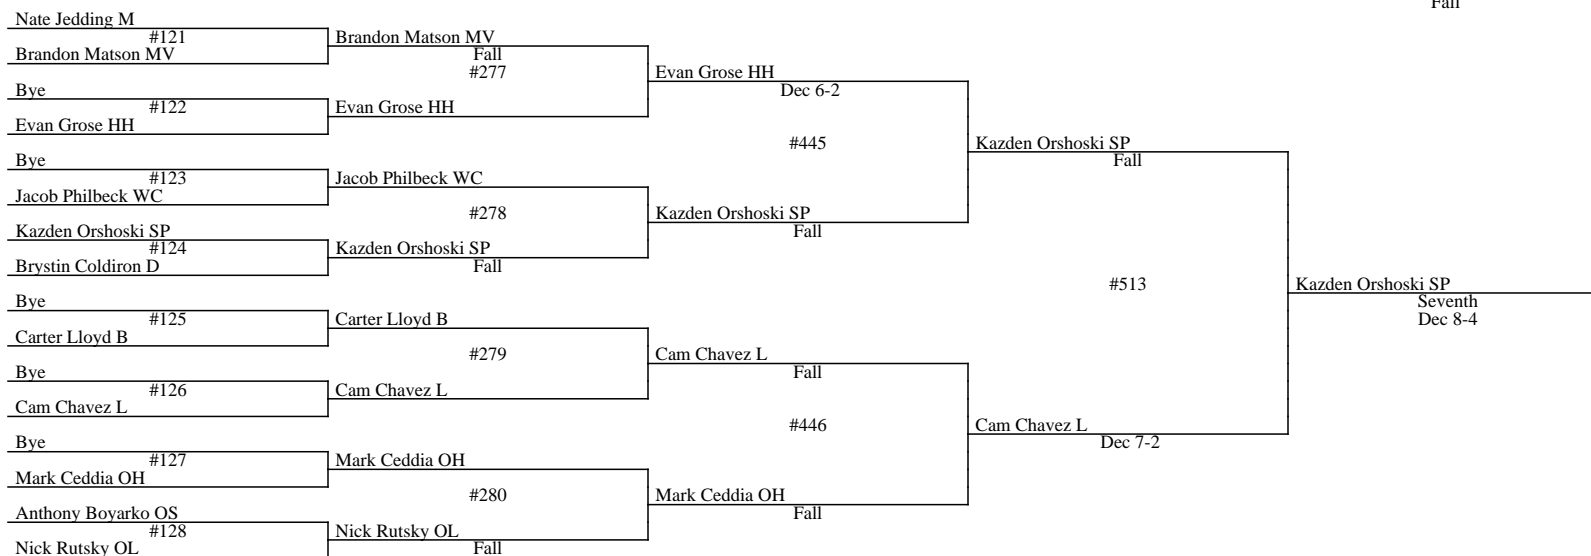 Fall
Nate Jedding M
#121
Brandon Matson MV
Brandon Matson MV
Fall
#277
Bye
#122
Evan Grose HH
Evan Grose HH
Evan Grose HH
Dec 6-2
#445
Bye
#123
Jacob Philbeck WC
Jacob Philbeck WC
#278
Kazden Orshoski SP
#124
Brystin Coldiron D
Kazden Orshoski SP
Fall
Kazden Orshoski SP
Fall
Kazden Orshoski SP
Fall
#513
Kazden Orshoski SP
Seventh
Dec 8-4
Bye
#125
Carter Lloyd B
Carter Lloyd B
#279
Bye
#126
Cam Chavez L
Cam Chavez L
Cam Chavez L
Fall
#446
Cam Chavez L
Dec 7-2
Bye
#127
Mark Ceddia OH
Mark Ceddia OH
#280
Mark Ceddia OH
Fall
Anthony Boyarko OS
#128
Nick Rutsky OL
Nick Rutsky OL
Fall